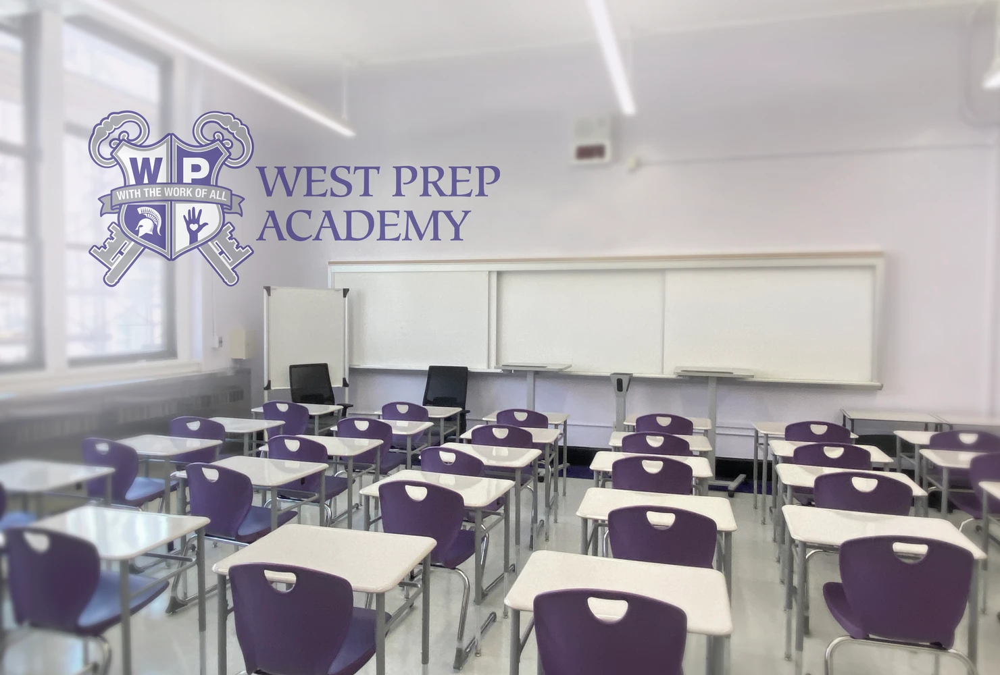 W P
WITH THE WORK OF ALL
WEST PREP
ACADEMY